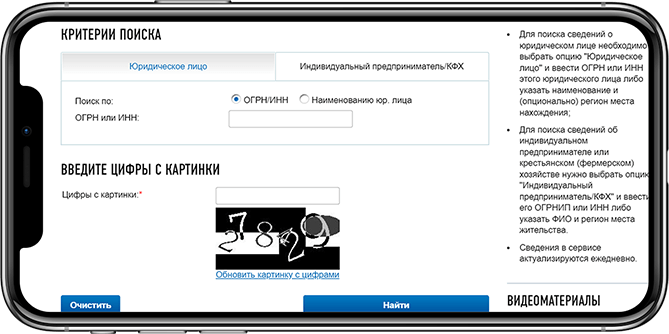 КРИТЕРИИ ПОИСКА
Юридическое лицо
Индивидуальный предприниматель/КФХ
Поиск по:
ОГРН/ИНН
Наименованию юр. лица
ОГРН или ИНН:
ВВЕДИТЕ ЦИФРЫ С КАРТИНКИ
Цифры с картинки:*
Обновить картинку с цифрами
Очистить
Найти
• Для поиска сведений о
юридическом лице необходимо
выбрать опцию "Юридическое
лицо" и ввести ОГРН или ИНН
этого юридического лица либо
указать наименование и
(опционально) регион места
нахождения;
• Для поиска сведений об
индивидуальном
предпринимателе или
крестьянском (фермерском)
хозяйстве нужно выбрать опцию
"Индивидуальный
предприниматель/КФХ" и ввести
его ОГРНИП или ИНН либо
указать ФИО и регион места
жительства.
• Сведения в сервисе
актуализируются ежедневно.
ВИДЕОМАТЕРИАЛЫ